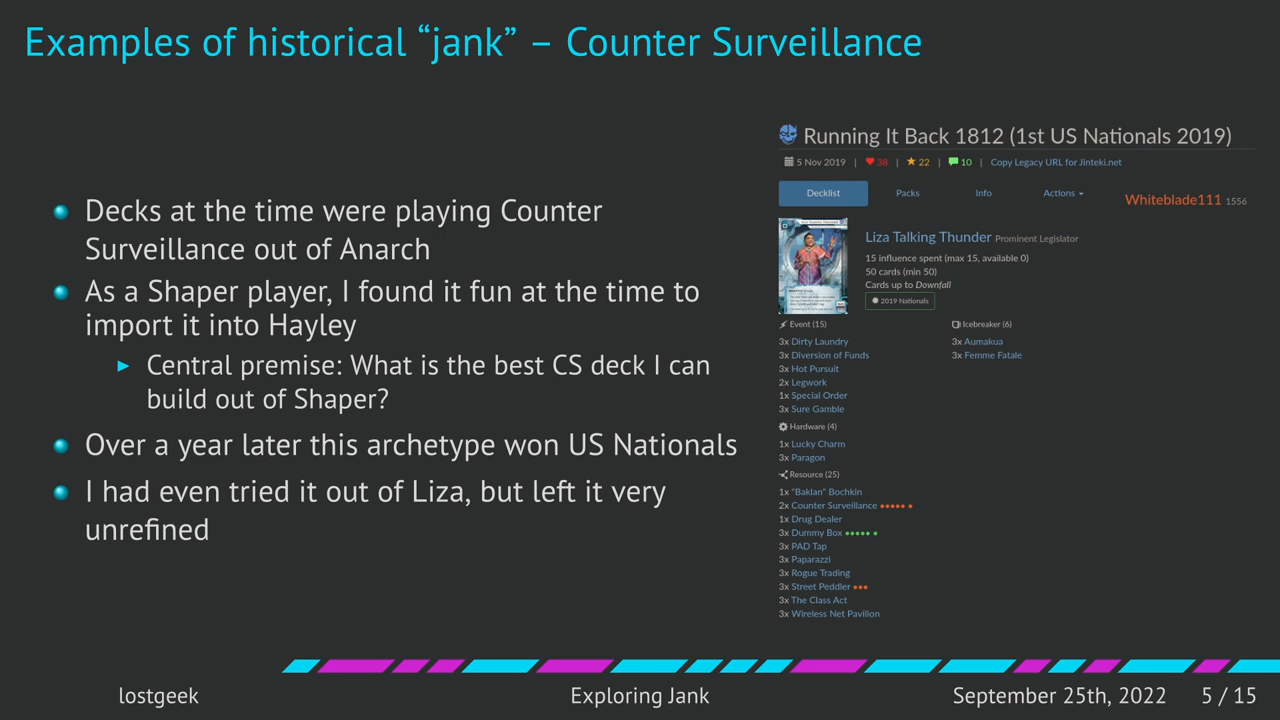 Examples of historical “jank” – Counter Surveillance
Decks at the time were playing Counter
Surveillance out of Anarch
As a Shaper player, I found it fun at the time to
import it into Hayley
Central premise: What is the best CS deck I can
build out of Shaper?
Over a year later this archetype won US Nationals
I had even tried it out of Liza, but left it very
unrefined
Running It Back 1812 (1st US Nationals 2019)
5 Nov 2019 | 38 | 22 | 10 | Copy Legacy URL for Jinteki.net
Decklist Packs Info Actions
Whiteblade111 1556
Liza Talking Thunder Prominent Legislator
15 influence spent (max 15, available 0)
50 cards (min 50)
Cards up to Downfall
2019 Nationals
Event (15)
3x Dirty Laundry
3x Diversion of Funds
3x Hot Pursuit
2x Legwork
1x Special Order
3x Sure Gamble
Hardware (4)
1x Lucky Charm
3x Paragon
Resource (25)
1x "Baklan" Bochkin
2x Counter Surveillance
1x Drug Dealer
3x Dummy Box
3x PAD Tap
3x Paparazzi
3x Rogue Trading
3x Street Peddler
3x The Class Act
3x Wireless Net Pavilion
Icebreaker (6)
3x Aumakua
3x Femme Fatale
lostgeek Exploring Jank September 25th, 2022 5 / 15